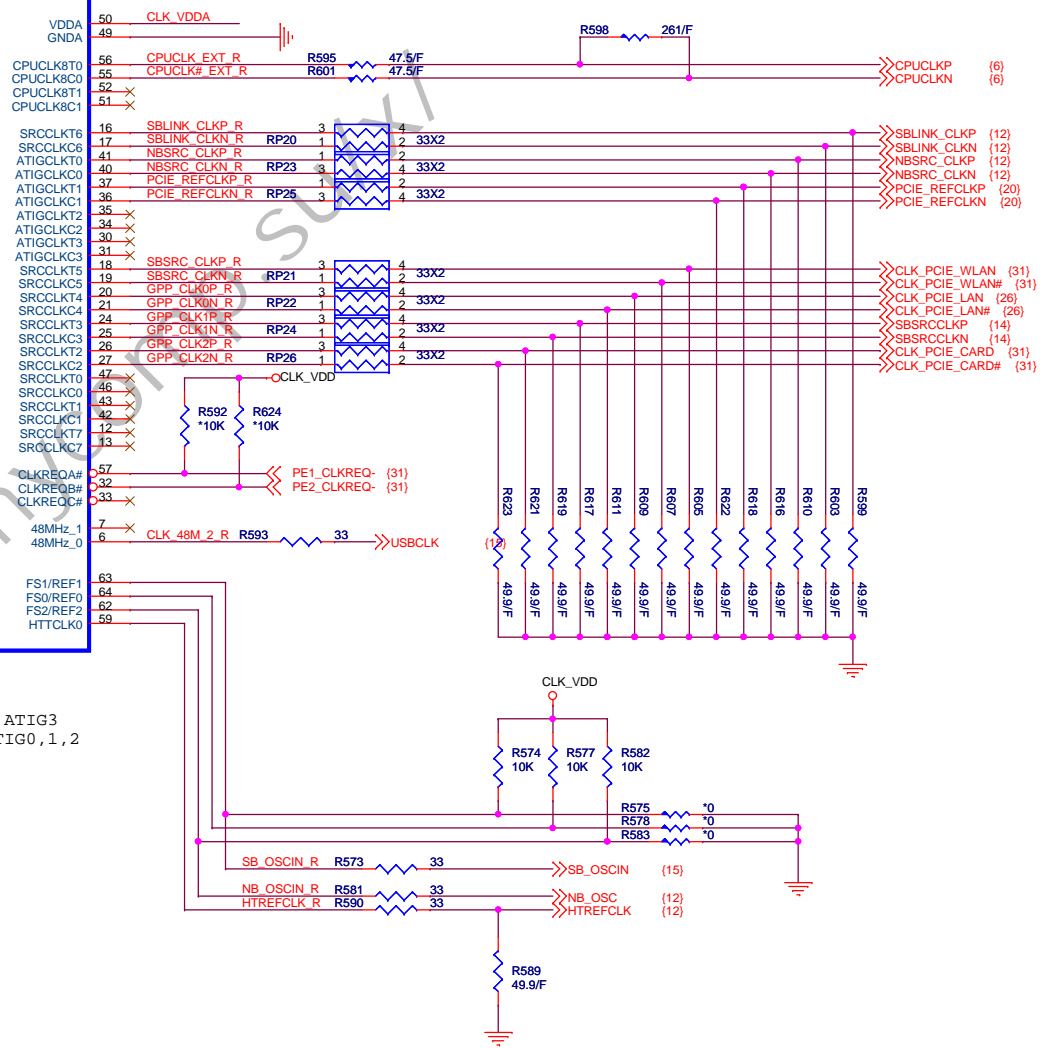 VDDA 50 CLK_VDDA
GNDA 49
R598 261/F
CPUCLK8T0 56 CPUCLK_EXT_R R595 47.5/F CPUCLKP {6}
CPUCLK8C0 55 CPUCLK#_EXT_R R601 47.5/F CPUCLKN {6}
CPUCLK8T1 52
CPUCLK8C1 51
SRCCLKT6 16 SBLINK_CLKP_R 3 4 SBLINK_CLKP {12}
SRCCLKC6 17 SBLINK_CLKN_R RP20 1 2 33X2 SBLINK_CLKN {12}
ATIGCLKT0 41 NBSRC_CLKP_R 1 2 NBSRC_CLKP {12}
ATIGCLKC0 40 NBSRC_CLKN_R RP23 3 4 33X2 NBSRC_CLKN {12}
ATIGCLKT1 37 PCIE_REFCLKP_R 1 2 PCIE_REFCLKP {20}
ATIGCLKC1 36 PCIE_REFCLKN_R RP25 3 4 33X2 PCIE_REFCLKN {20}
ATIGCLKT2 35
ATIGCLKC2 34
ATIGCLKT3 30
ATIGCLKC3 31
SRCCLKT5 18 SBSRC_CLKP_R 3 4 CLK_PCIE_WLAN {31}
SRCCLKC5 19 SBSRC_CLKN_R RP21 1 2 33X2 CLK_PCIE_WLAN# {31}
SRCCLKT4 20 GPP_CLK0P_R 3 4 CLK_PCIE_LAN {26}
SRCCLKC4 21 GPP_CLK0N_R RP22 1 2 33X2 CLK_PCIE_LAN# {26}
SRCCLKT3 24 GPP_CLK1P_R 3 4 SBSRCCLKP {14}
SRCCLKC3 25 GPP_CLK1N_R RP24 1 2 33X2 SBSRCCLKN {14}
SRCCLKT2 26 GPP_CLK2P_R 3 4 CLK_PCIE_CARD {31}
SRCCLKC2 27 GPP_CLK2N_R RP26 1 2 33X2 CLK_PCIE_CARD# {31}
SRCCLKT0 47 CLK_VDD
SRCCLKC0 46
SRCCLKT1 43
SRCCLKC1 42
SRCCLKT7 12
SRCCLKC7 13
R592 R624
*10K *10K
CLKREQA# 57 PE1_CLKREQ- {31}
CLKREQB# 32 PE2_CLKREQ- {31}
CLKREQC# 33
48MHz_1 7
48MHz_0 6 CLK_48M_2_R R593 33 USBCLK {15}
R623 R621 R619 R617 R611 R609 R607 R605 R622 R618 R616 R610 R603 R599
49.9/F 49.9/F 49.9/F 49.9/F 49.9/F 49.9/F 49.9/F 49.9/F 49.9/F 49.9/F 49.9/F 49.9/F 49.9/F 49.9/F
FS1/REF1 63
FS0/REF0 64
FS2/REF2 62
HTTCLK0 59
ATIG3
TIG0,1,2
CLK_VDD
R574 R577 R582
10K 10K 10K
R575 *0
R578 *0
R583 *0
SB_OSCIN_R R573 33 SB_OSCIN {15}
NB_OSCIN_R R581 33 NB_OSC {12}
HTREFCLK_R R590 33 HTREFCLK {12}
R589
49.9/F
mycomp.su/x/